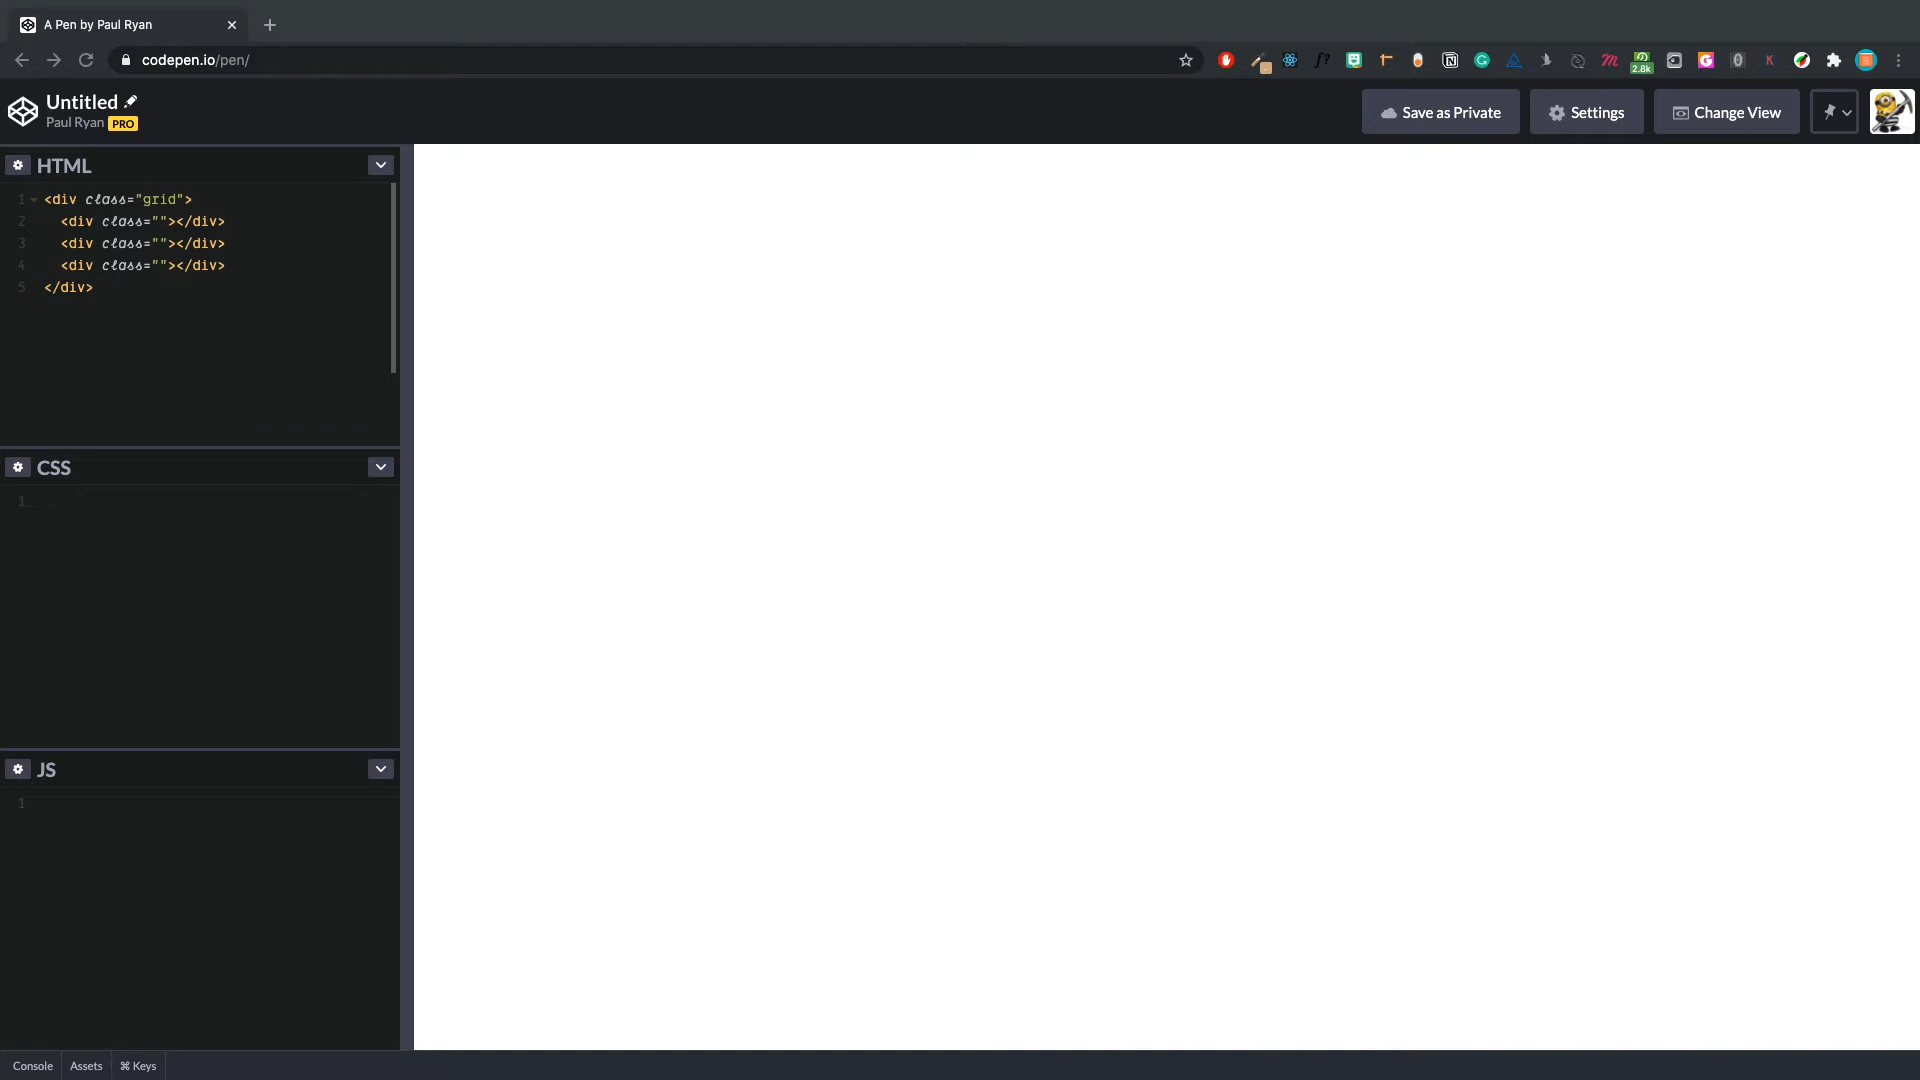 A Pen by Paul Ryan
codepen.io/pen/
2.8k
Untitled
Paul Ryan PRO
Save as Private
Settings
Change View
HTML
1 <div class="grid">
2 <div class=""></div>
3 <div class=""></div>
4 <div class=""></div>
5 </div>
CSS
1
JS
1
Console
Assets
⌘ Keys